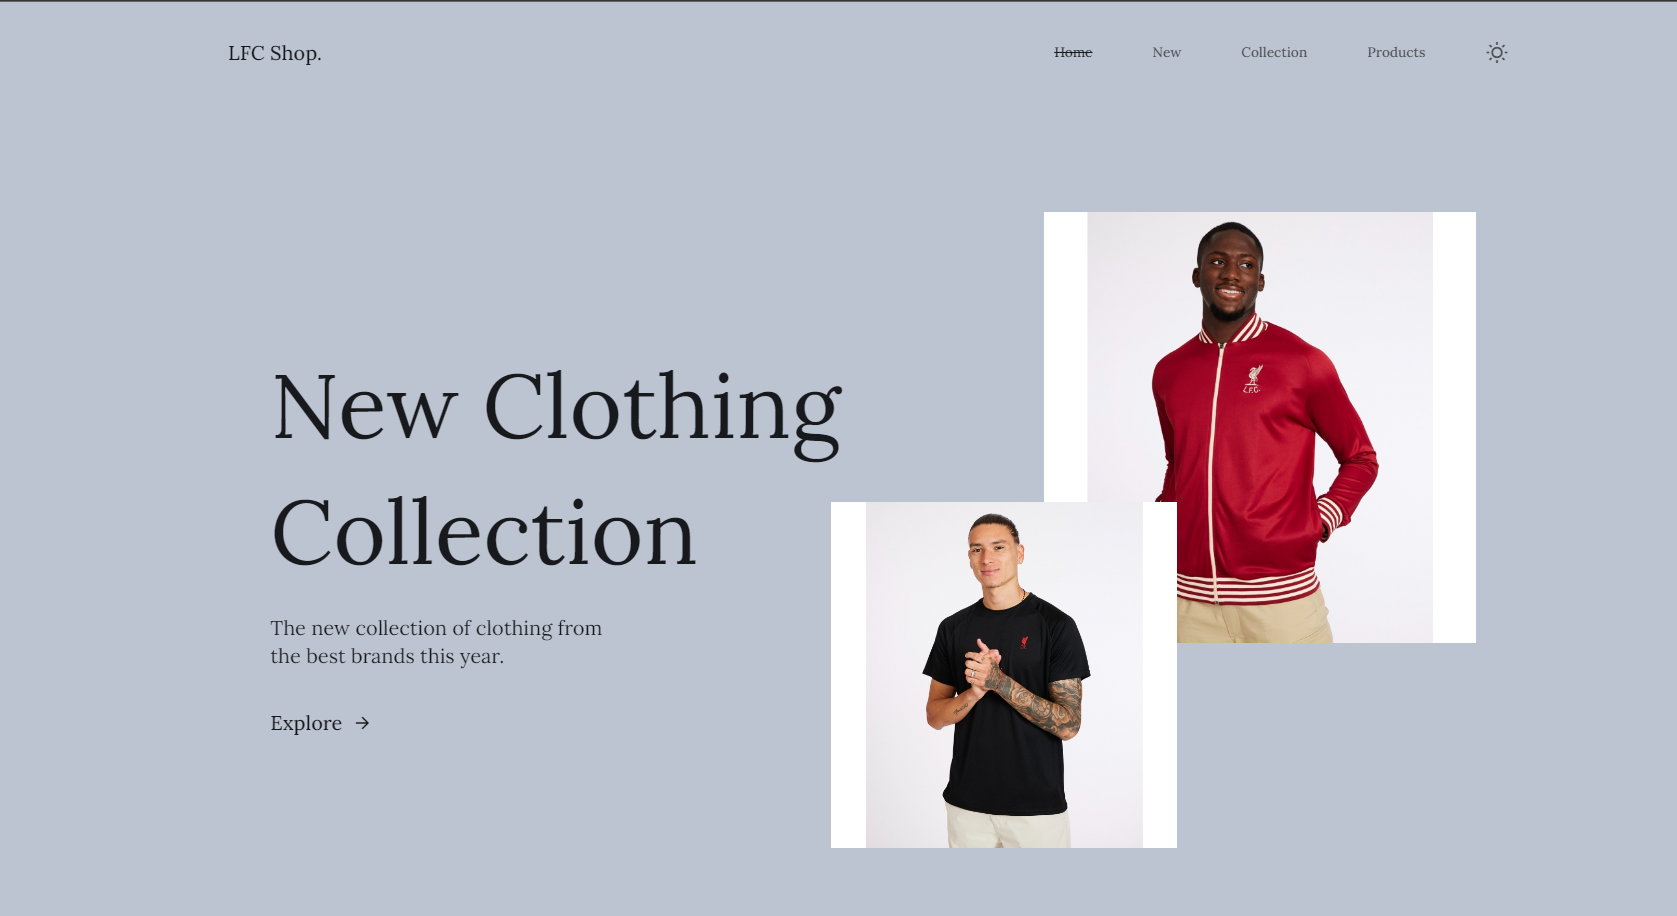 LFC Shop.
Home New Collection Products
New Clothing
Collection
The new collection of clothing from
the best brands this year.
Explore →
L.F.C.